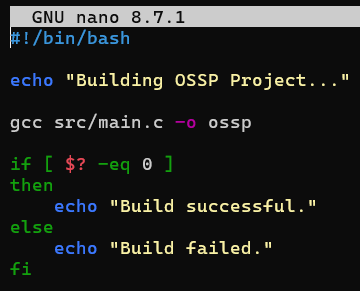 GNU nano 8.7.1
#!/bin/bash

echo "Building OSSP Project..."

gcc src/main.c -o ossp

if [ $? -eq 0 ]
then
    echo "Build successful."
else
    echo "Build failed."
fi